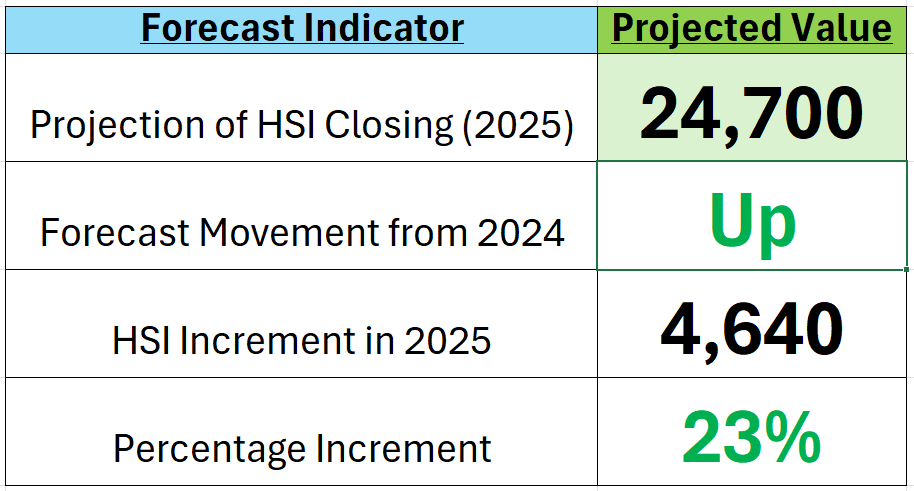 Forecast Indicator Projected Value
Projection of HSI Closing (2025) 24,700
Forecast Movement from 2024 Up
HSI Increment in 2025 4,640
Percentage Increment 23%